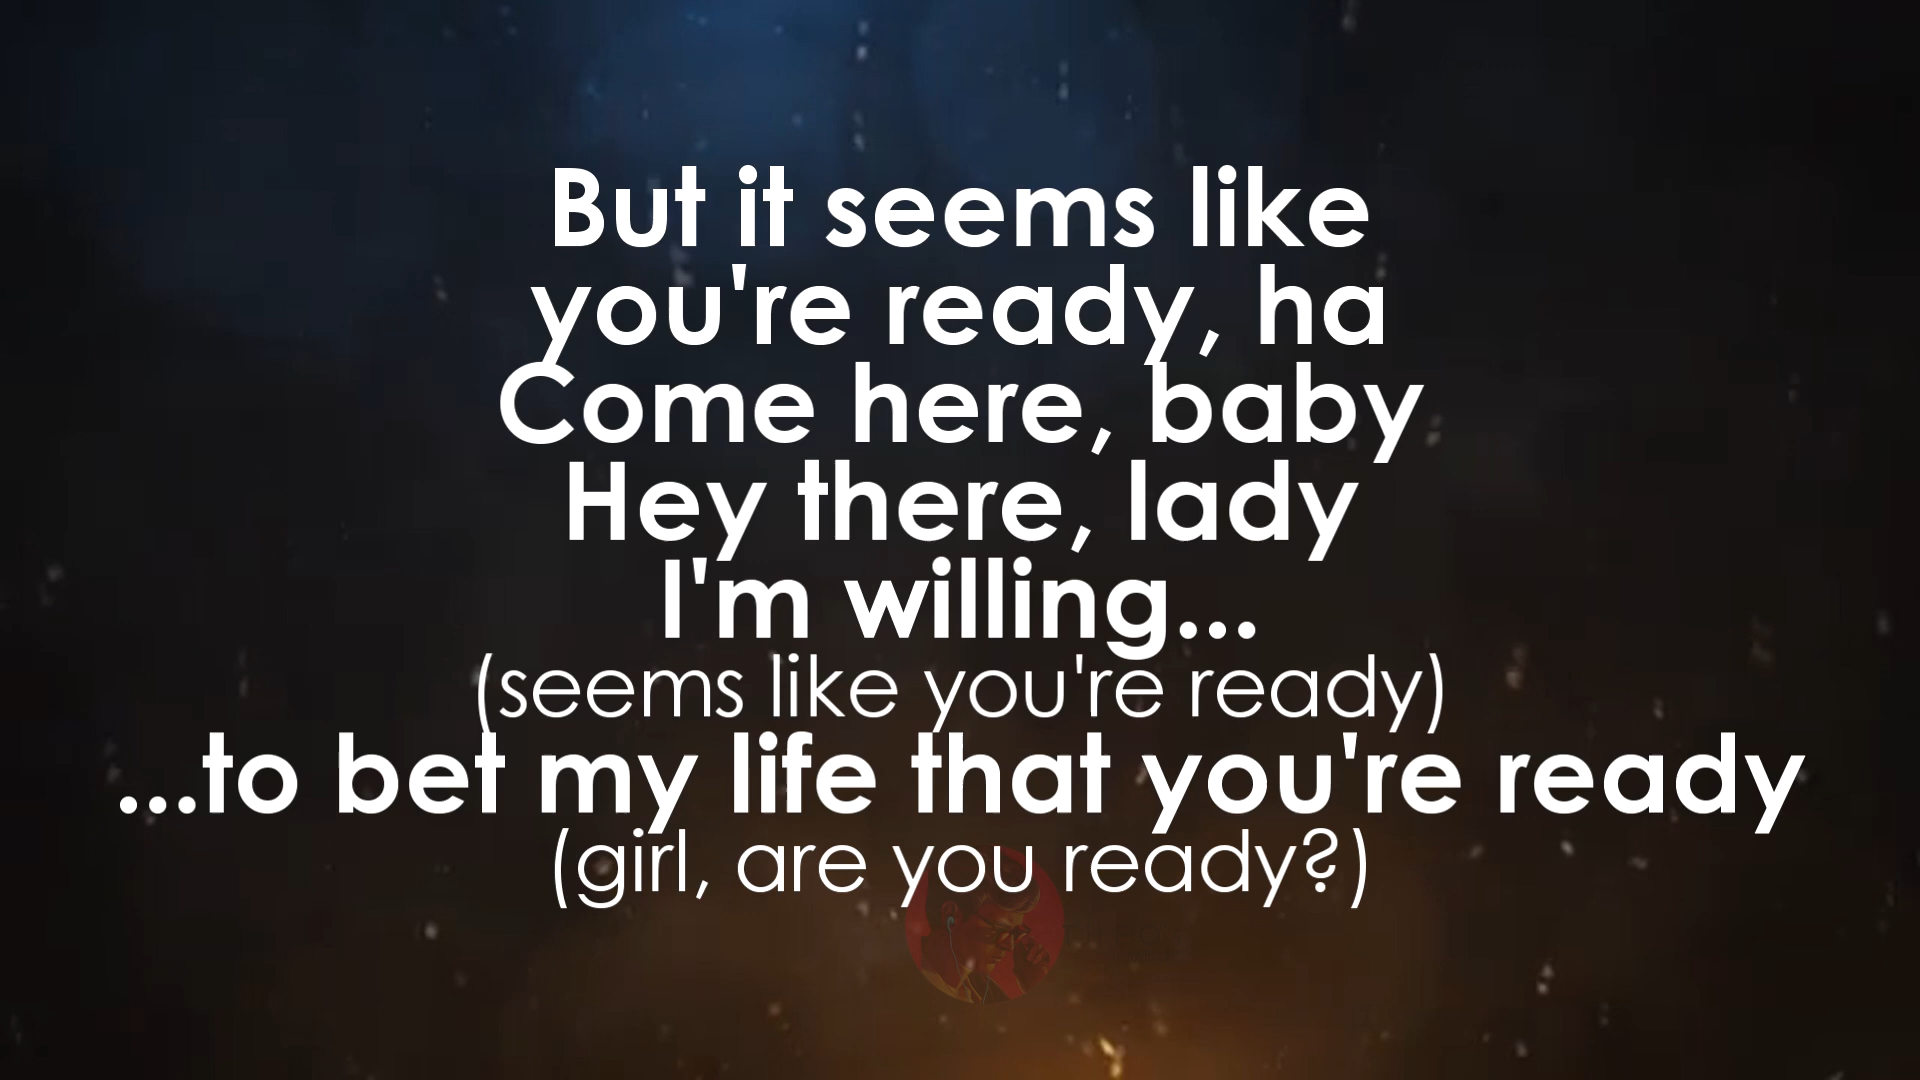 But it seems like
you're ready, ha
Come here, baby
Hey there, lady
I'm willing...
(seems like you're ready)
...to bet my life that you're ready
(girl, are you ready?)